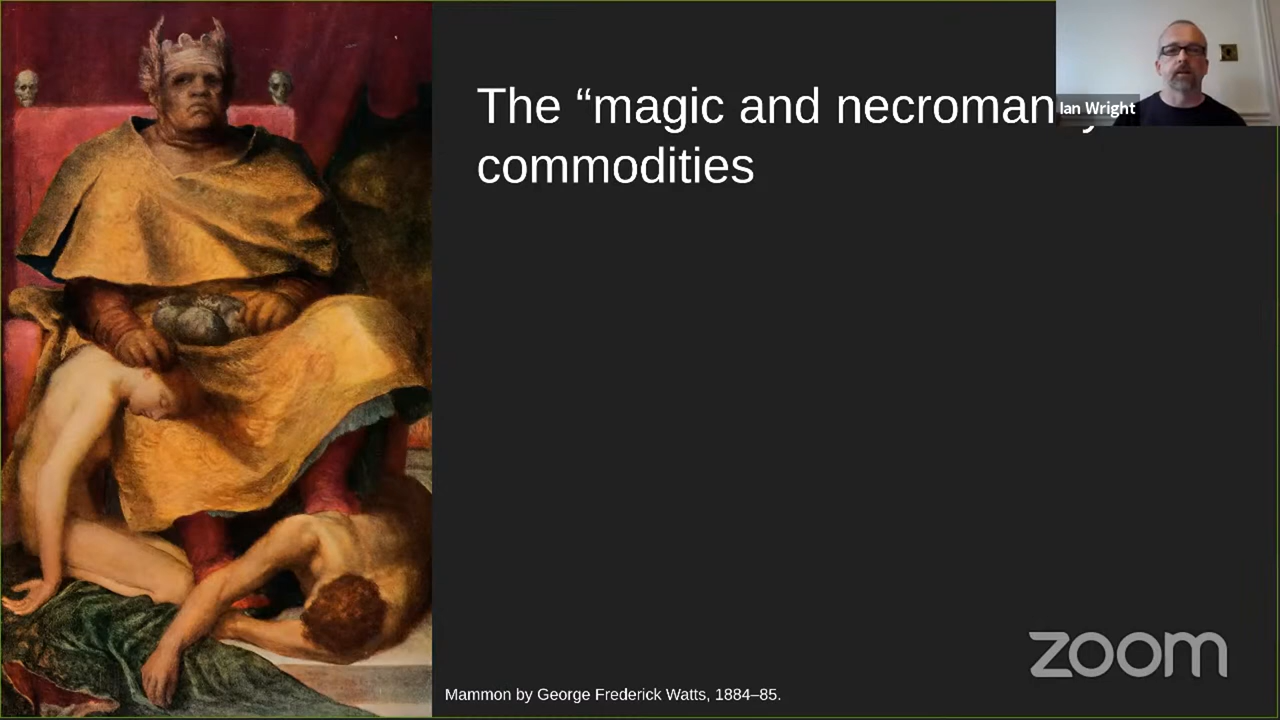 The “magic and necroman
commodities
Ian Wright
zoom
Mammon by George Frederick Watts, 1884–85.